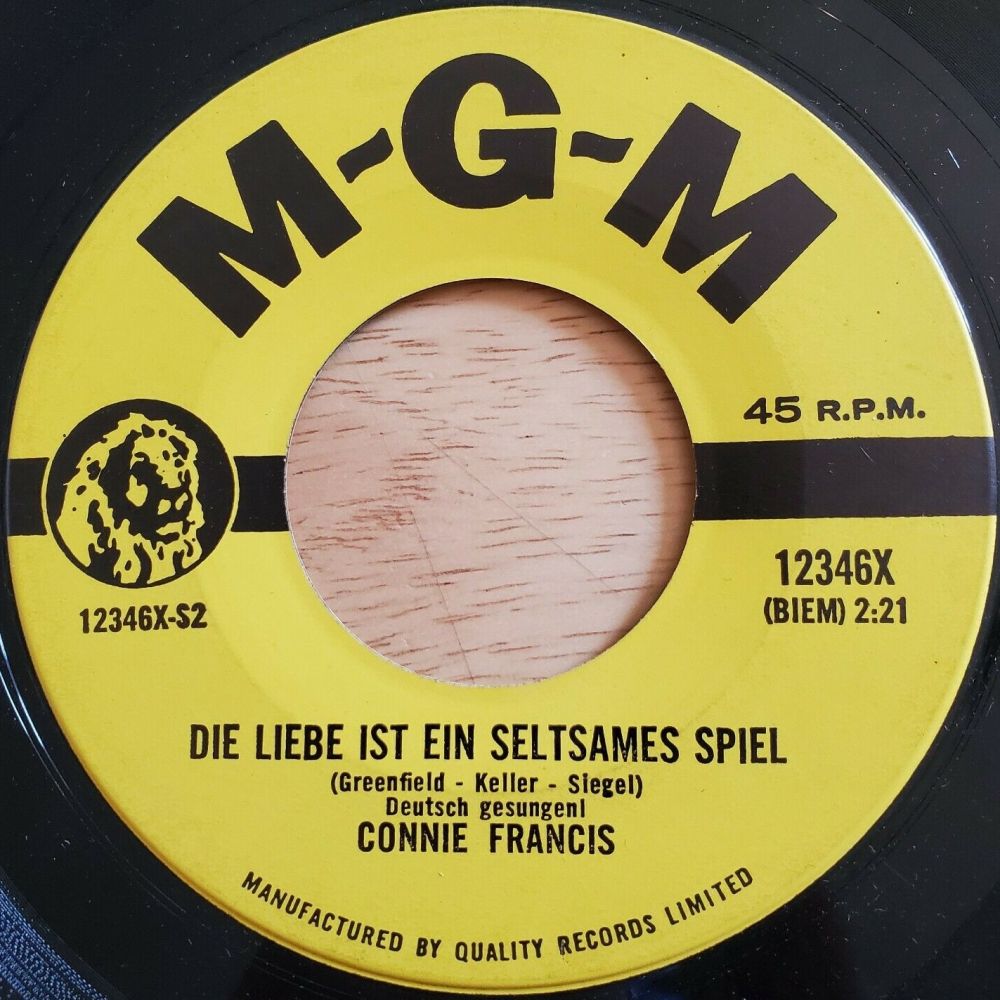 M-G-M
45 R.P.M.
12346X
(BIEM) 2:21
12346X-S2
DIE LIEBE IST EIN SELTSAMES SPIEL
(Greenfield - Keller - Siegel)
Deutsch gesungen!
CONNIE FRANCIS
MANUFACTURED BY QUALITY RECORDS LIMITED